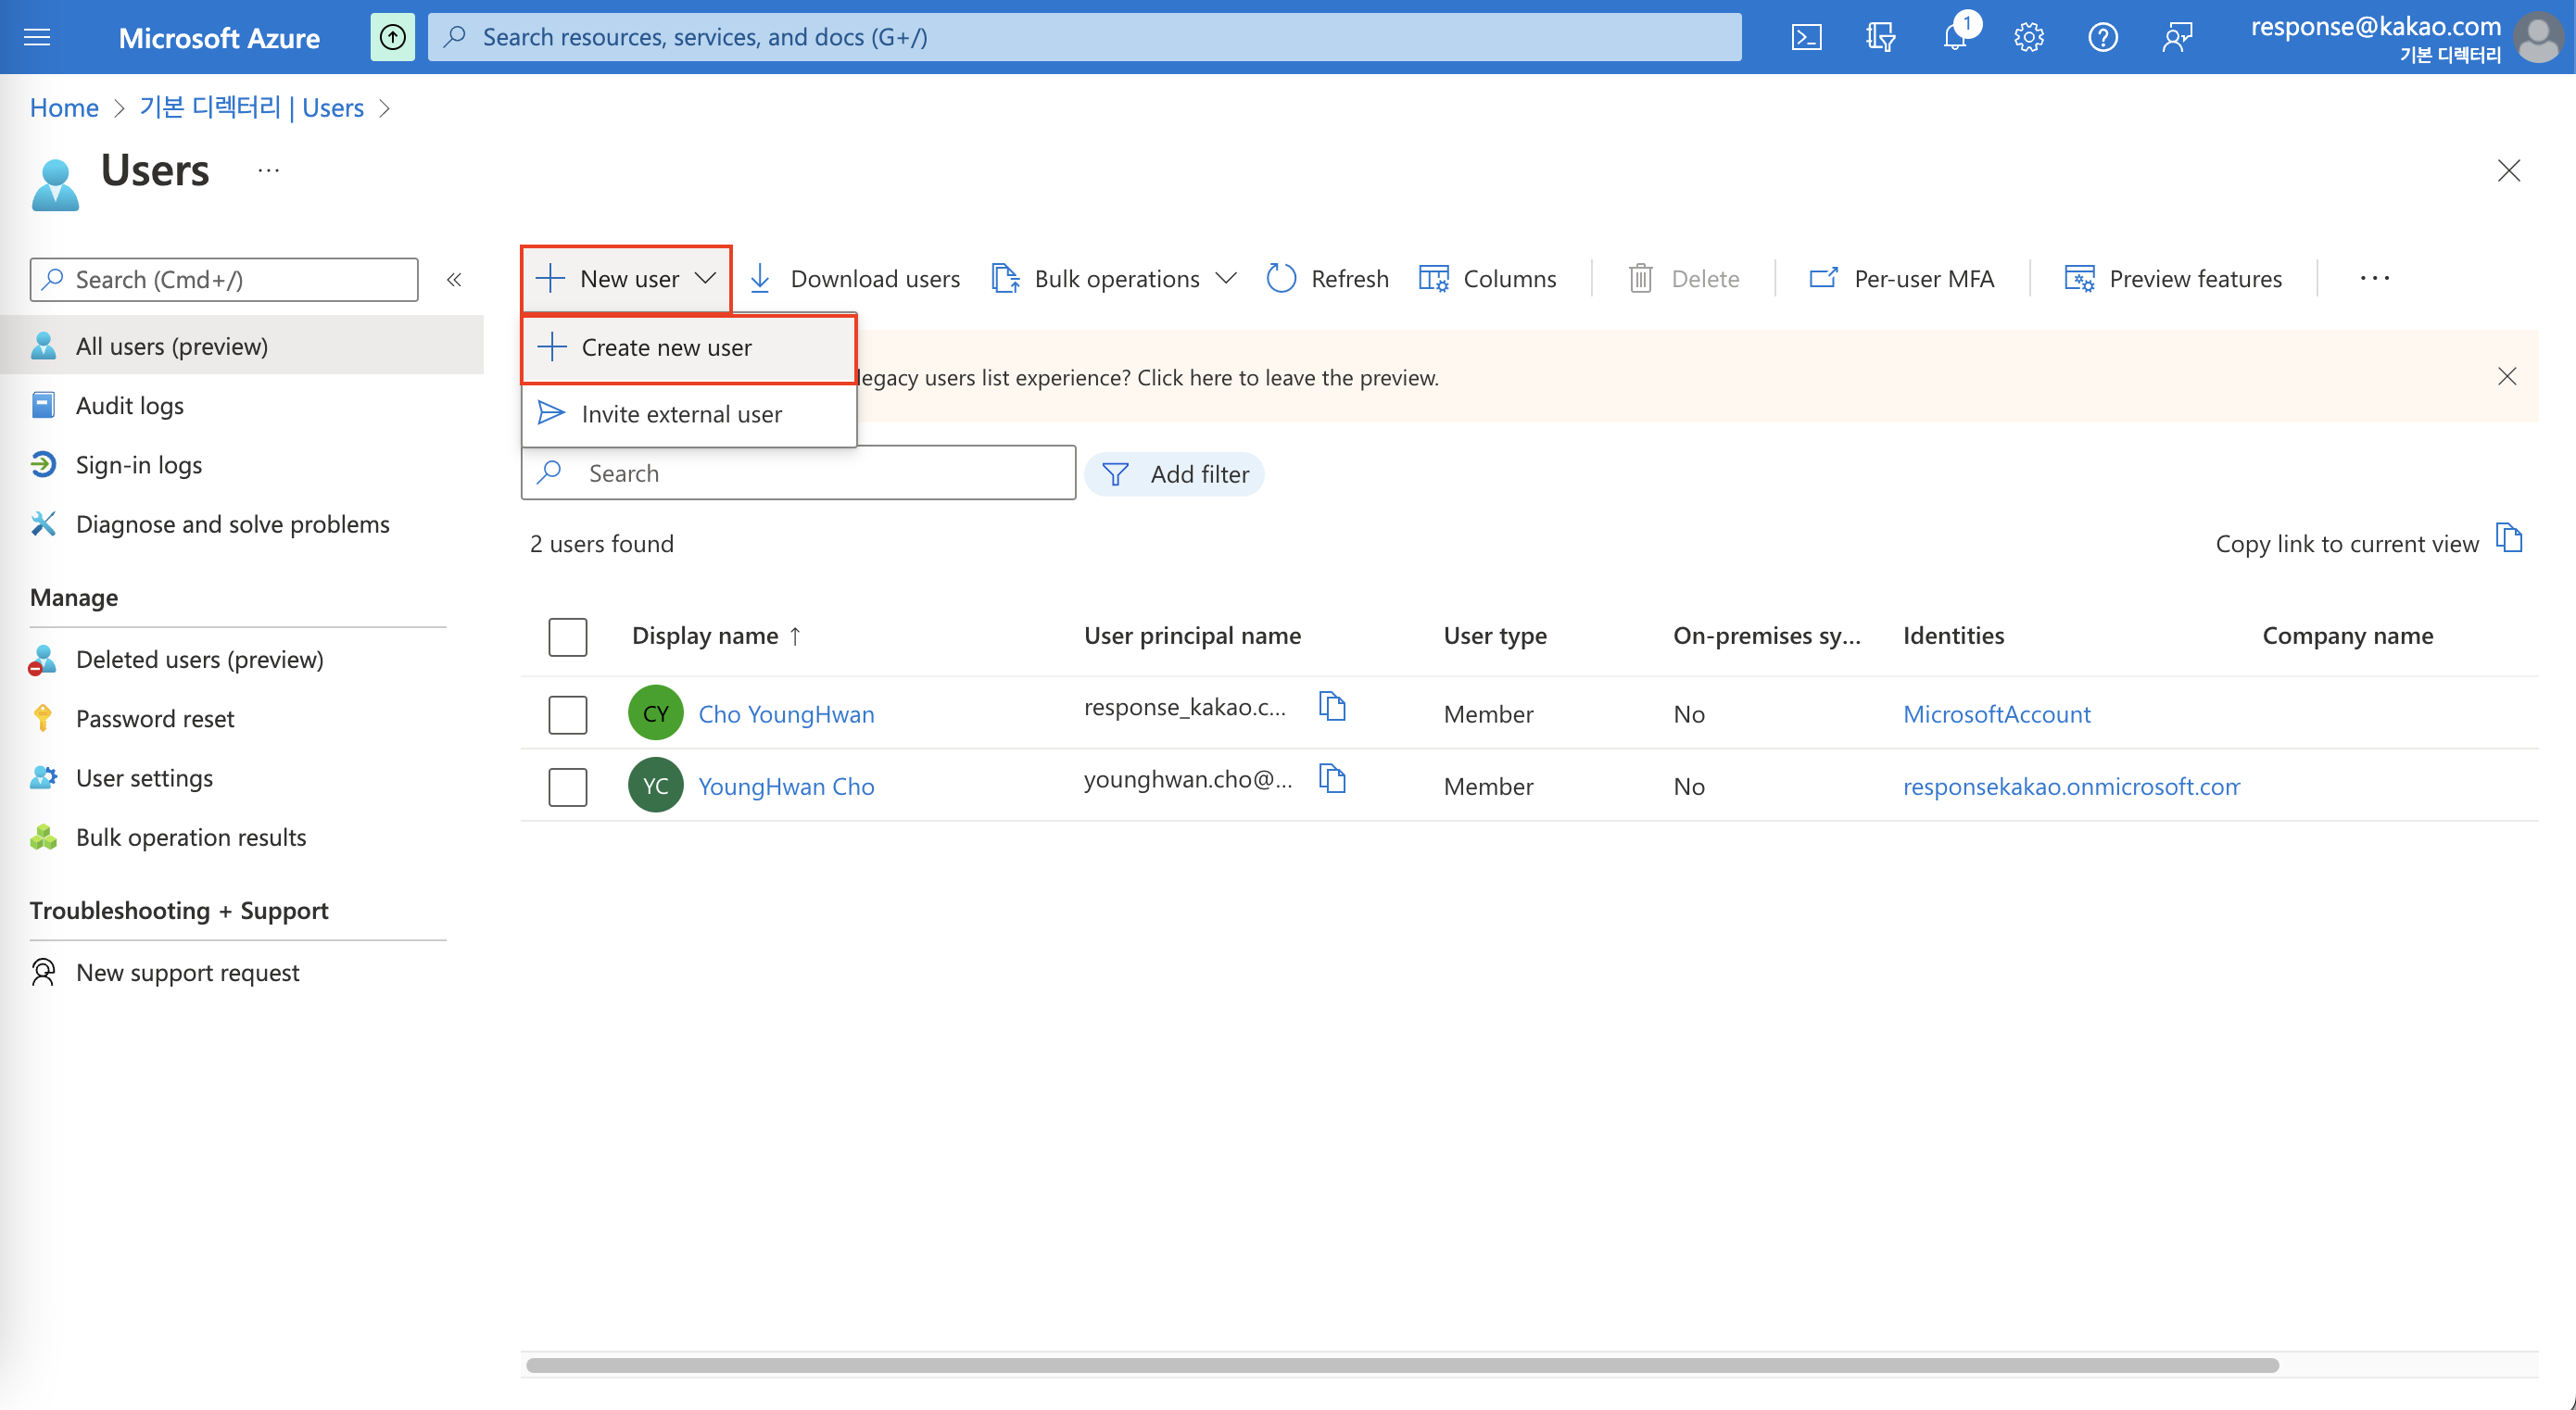 Microsoft Azure
Search resources, services, and docs (G+/)
1
response@kakao.com
기본 디렉터리
Home > 기본 디렉터리 | Users >
Users ...
Search (Cmd+/)
«
New user
Download users
Bulk operations
Refresh
Columns
Delete
Per-user MFA
Preview features
...
Create new user
Invite external user
legacy users list experience? Click here to leave the preview.
All users (preview)
Audit logs
Sign-in logs
Diagnose and solve problems
Manage
Deleted users (preview)
Password reset
User settings
Bulk operation results
Troubleshooting + Support
New support request
Search
Add filter
2 users found
Copy link to current view
Display name ↑ User principal name User type On-premises sy... Identities Company name
CY Cho YoungHwan response_kakao.c... Member No MicrosoftAccount
YC YoungHwan Cho younghwan.cho@... Member No responsekakao.onmicrosoft.com